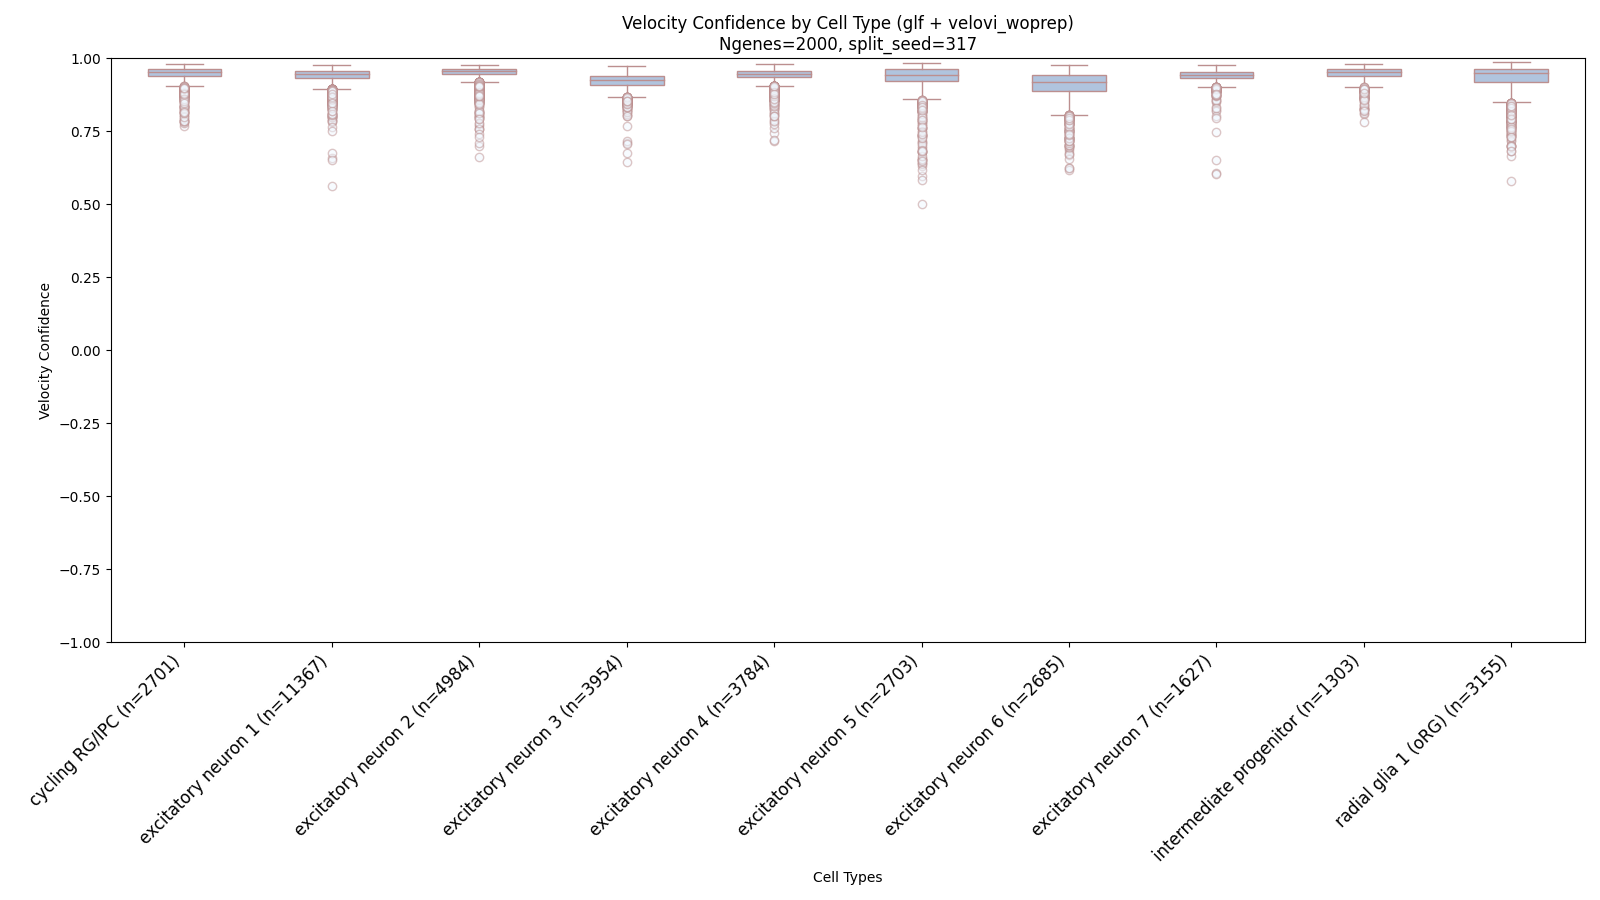 Velocity Confidence by Cell Type (glf + velovi_woprep)
Ngenes=2000, split_seed=317
1.00
0.75
0.50
0.25
0.00
−0.25
−0.50
−0.75
−1.00
Velocity Confidence
cycling RG/IPC (n=2701)
excitatory neuron 1 (n=11367)
excitatory neuron 2 (n=4984)
excitatory neuron 3 (n=3954)
excitatory neuron 4 (n=3784)
excitatory neuron 5 (n=2703)
excitatory neuron 6 (n=2685)
excitatory neuron 7 (n=1627)
intermediate progenitor (n=1303)
radial glia 1 (oRG) (n=3155)
Cell Types